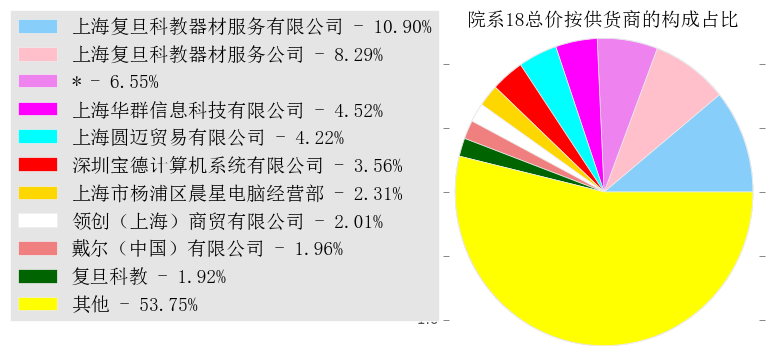 院系18总价按供货商的构成占比
上海复旦科教器材服务有限公司 - 10.90%
上海复旦科教器材服务公司 - 8.29%
* - 6.55%
上海华群信息科技有限公司 - 4.52%
上海圆迈贸易有限公司 - 4.22%
深圳宝德计算机系统有限公司 - 3.56%
上海市杨浦区晨星电脑经营部 - 2.31%
领创（上海）商贸有限公司 - 2.01%
戴尔（中国）有限公司 - 1.96%
复旦科教 - 1.92%
其他 - 53.75%